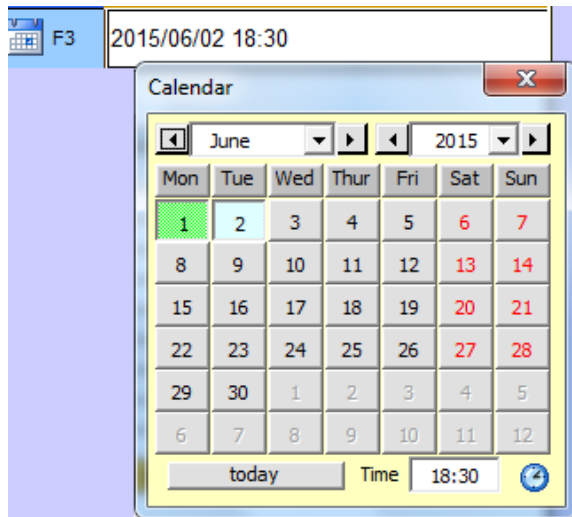 F3 2015/06/02 18:30
Calendar
June 2015
Mon Tue Wed Thur Fri Sat Sun
1 2 3 4 5 6 7
8 9 10 11 12 13 14
15 16 17 18 19 20 21
22 23 24 25 26 27 28
29 30 1 2 3 4 5
6 7 8 9 10 11 12
today Time 18:30